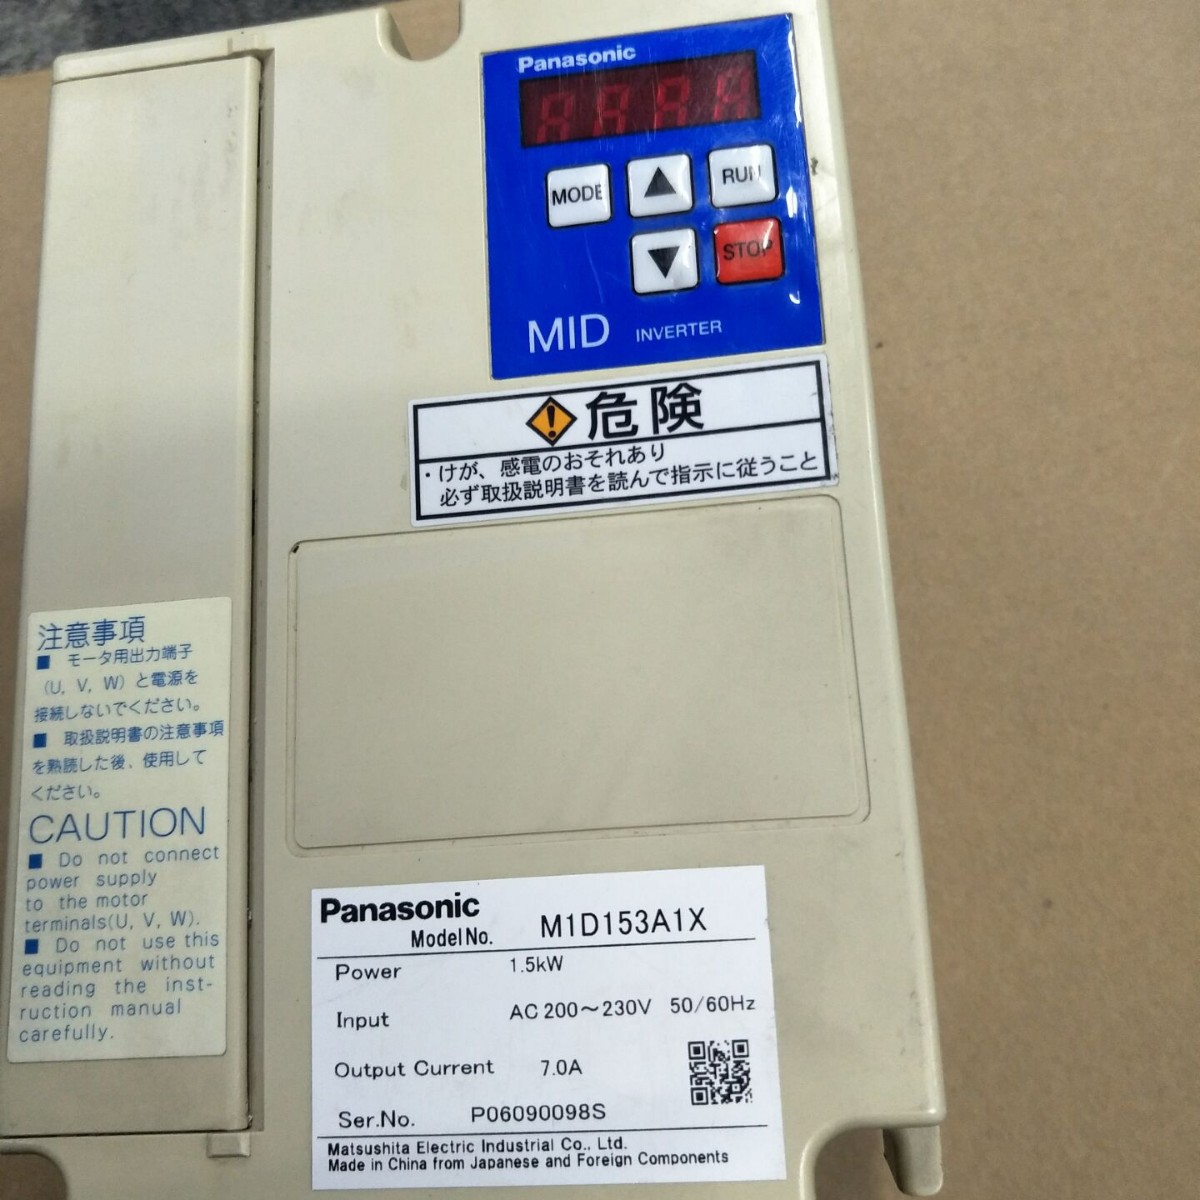 Panasonic
MODE
RUN
STOP
MID INVERTER
危険
・けが、感電のおそれあり
必ず取扱説明書を読んで指示に従うこと
注意事項
■ モータ用出力端子
(U, V, W) と電源を
接続しないでください。
■ 取扱説明書の注意事項
を熟読した後、使用して
ください。
CAUTION
■ Do not connect
power supply
to the motor
terminals(U, V, W).
■ Do not use this
equipment without
reading the inst-
ruction manual
carefully.
Panasonic
Model No. M1D153A1X
Power 1.5kW
Input AC 200～230V 50/60Hz
Output Current 7.0A
Ser.No. P06090098S
Matsushita Electric Industrial Co., Ltd.
Made in China from Japanese and Foreign Components